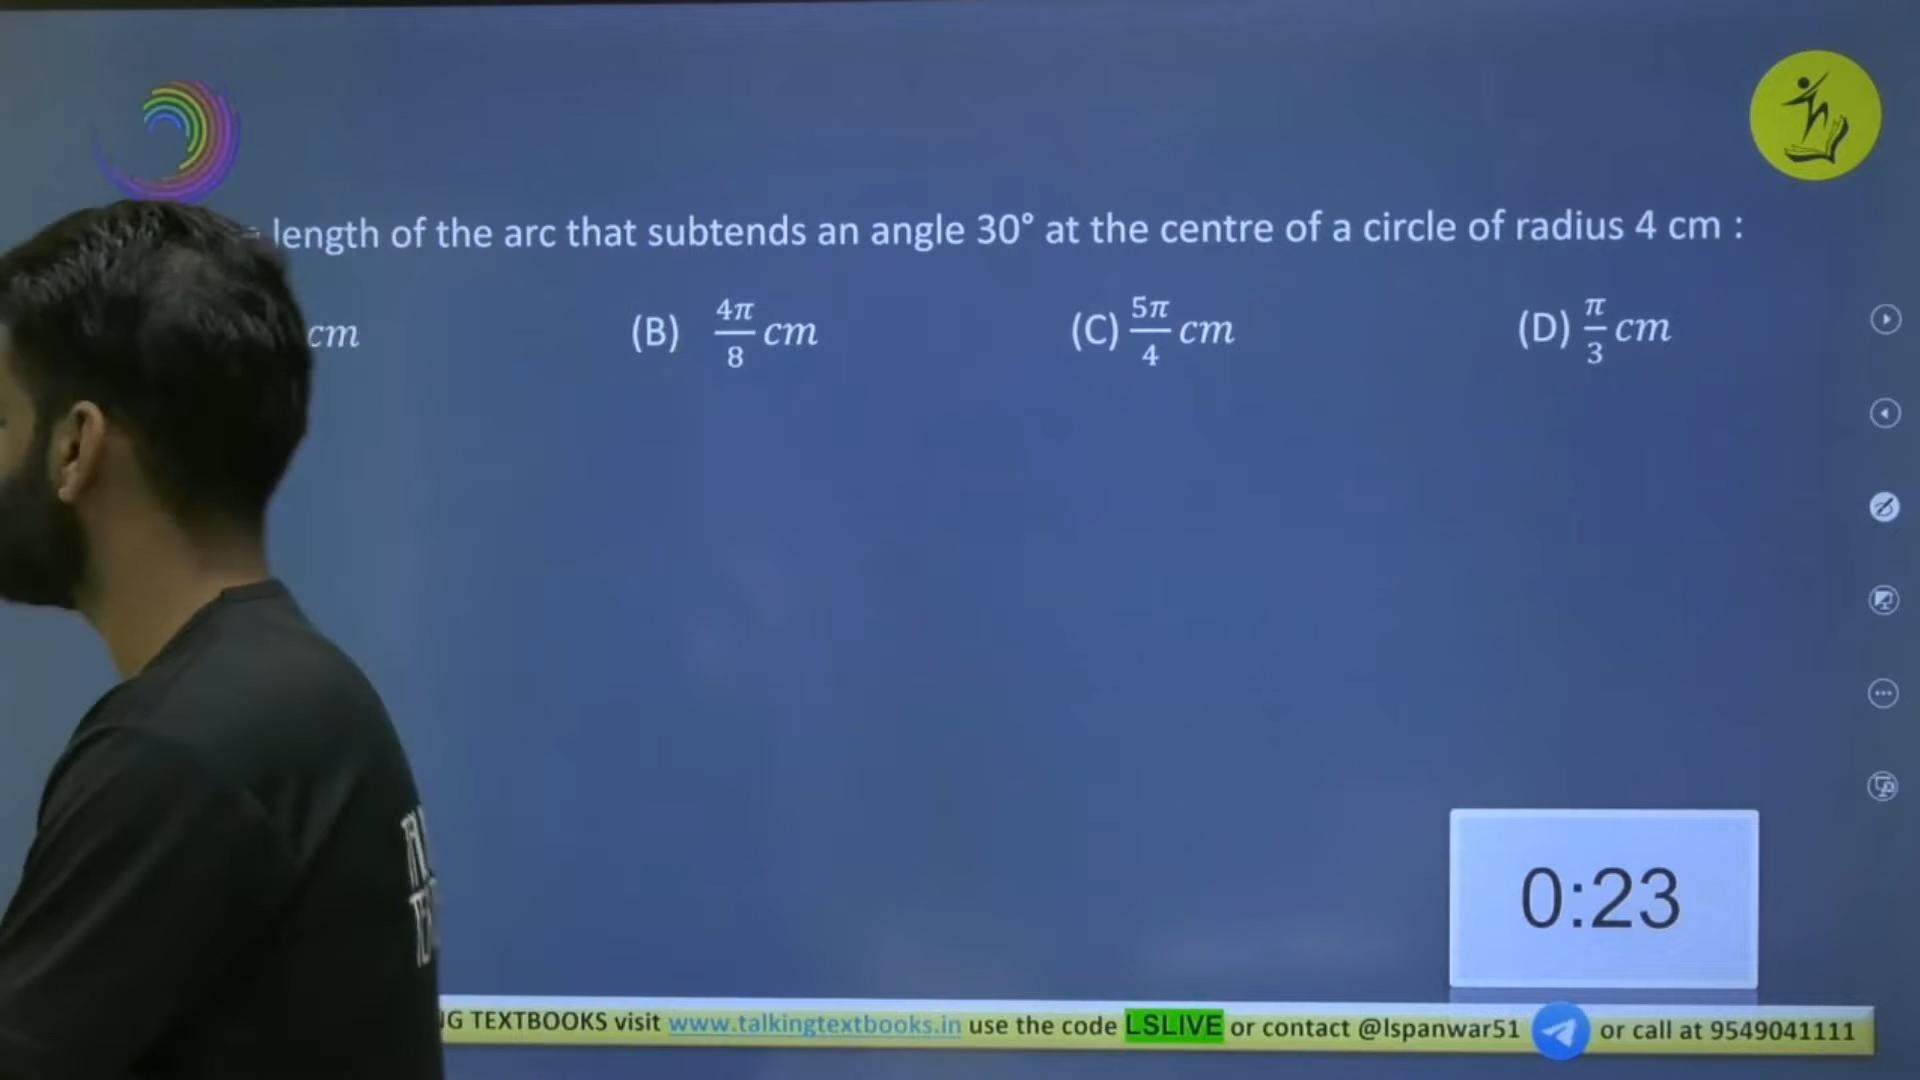 length of the arc that subtends an angle 30° at the centre of a circle of radius 4 cm :
cm (B) 4π/8 cm (C) 5π/4 cm (D) π/3 cm
0:23
TEXTBOOKS visit www.talkingtextbooks.in use the code LSLIVE or contact @lspanwar51 or call at 9549041111